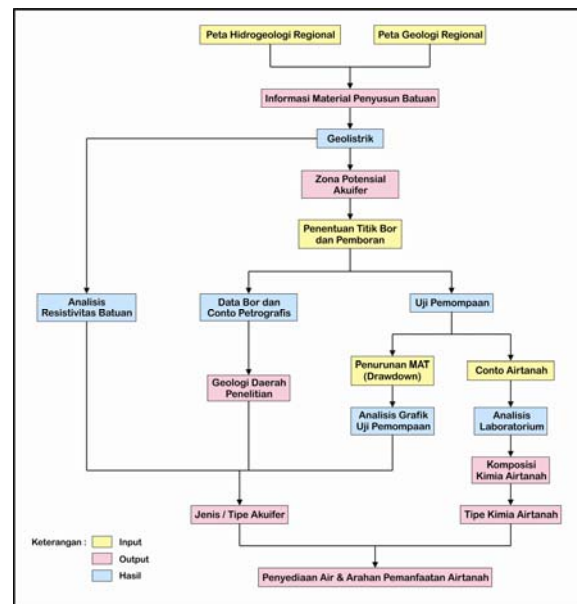 Peta Hidrogeologi Regional
Peta Geologi Regional
Informasi Material Penyusun Batuan
Geolistrik
Zona Potensial
Akuifer
Penentuan Titik Bor
dan Pemboran
Analisis
Resistivitas Batuan
Data Bor dan
Conto Petrografis
Uji Pemompaan
Geologi Daerah
Penelitian
Penurunan MAT
(Drawdown)
Conto Airtanah
Analisis Grafik
Uji Pemompaan
Analisis
Laboratorium
Komposisi
Kimia Airtanah
Jenis / Tipe Akuifer
Tipe Kimia Airtanah
Keterangan :
Input
Output
Hasil
Penyediaan Air & Arahan Pemanfaatan Airtanah